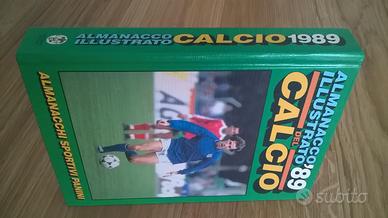 ALMANACCO
ILLUSTRATO
CALCIO 1989
ALMANACCO
ILLUSTRATO '89
DEL
CALCIO
ALMANACCHI SPORTIVI PANINI
subito